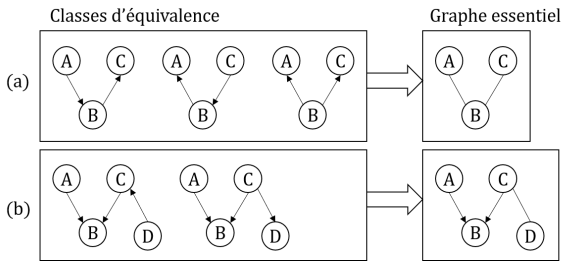 Classes d'équivalence Graphe essentiel
(a) A C A C A C A C
B B B B
(b) A C A C A C
B D B D B D